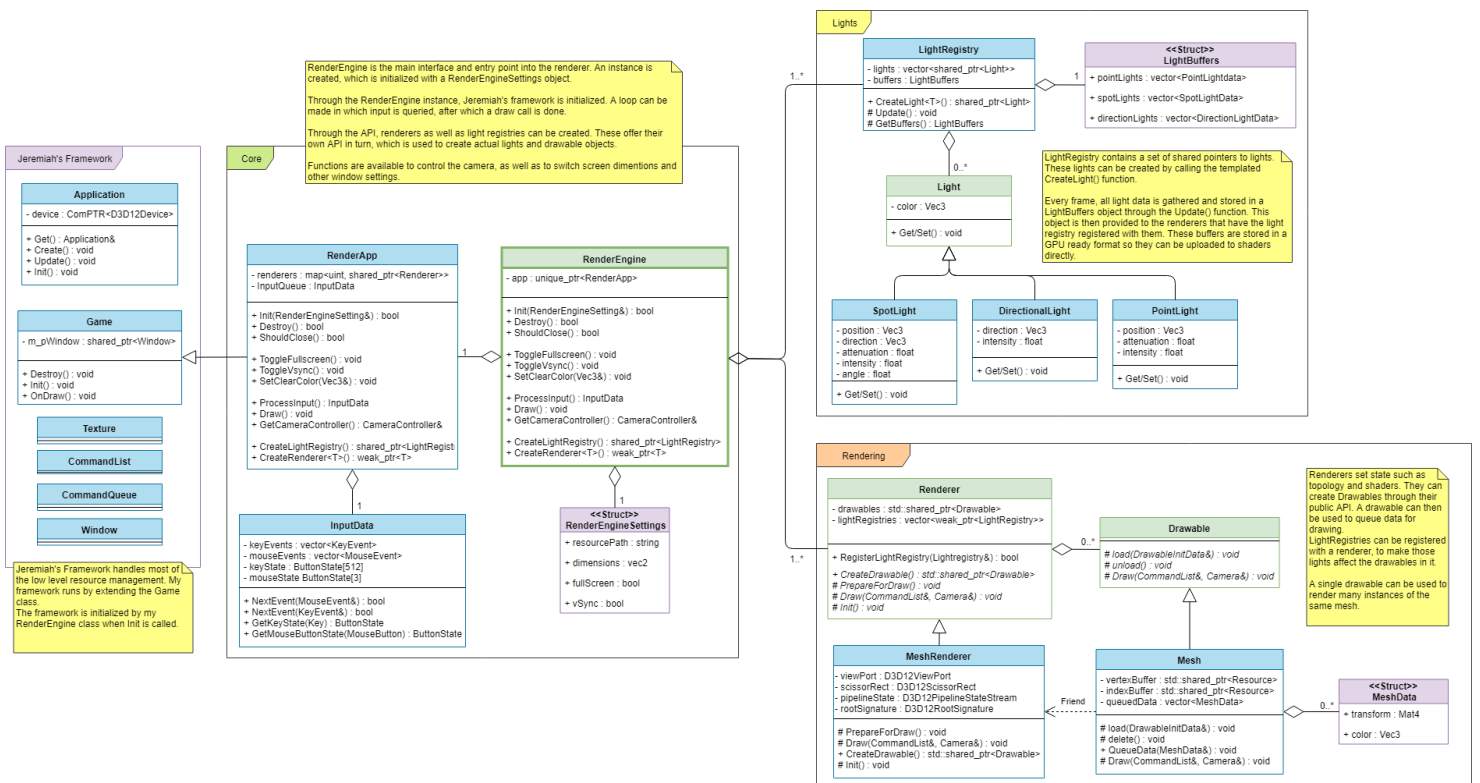 RenderEngine is the main interface and entry point into the renderer. An instance is
created, which is initialized with a RenderEngineSettings object.
Through the RenderEngine instance, Jeremiah's framework is initialized. A loop can be
made in which input is queried, after which a draw call is done.
Through the API, renderers as well as light registries can be created. These offer their
own API in turn, which is used to create actual lights and drawable objects.
Functions are available to control the camera, as well as to switch screen dimentions and
other window settings.
Jeremiah's Framework
Application
- device : ComPTR<D3D12Device>
+ Get() : Application&
+ Create() : void
+ Update() : void
+ Init() : void
Game
- m_pWindow : shared_ptr<Window>
+ Destroy() : void
+ Init() : void
+ OnDraw() : void
Texture
CommandList
CommandQueue
Window
Jeremiah's Framework handles most of
the low level resource management. My
framework runs by extending the Game
class.
The framework is initialized by my
RenderEngine class when Init is called.
Core
RenderApp
- renderers : map<uint, shared_ptr<Renderer>>
- InputQueue : InputData
+ Init(RenderEngineSetting&) : bool
+ Destroy() : bool
+ ShouldClose() : bool
+ ToggleFullscreen() : void
+ ToggleVsync() : void
+ SetClearColor(Vec3&) : void
+ ProcessInput() : InputData
+ Draw() : void
+ GetCameraController() : CameraController&
+ CreateLightRegistry() : shared_ptr<LightRegistr
+ CreateRenderer<T>() : weak_ptr<T>
1
RenderEngine
- app : unique_ptr<RenderApp>
+ Init(RenderEngineSetting&) : bool
+ Destroy() : bool
+ ShouldClose() : bool
+ ToggleFullscreen() : void
+ ToggleVsync() : void
+ SetClearColor(Vec3&) : void
+ ProcessInput() : InputData
+ Draw() : void
+ GetCameraController() : CameraController&
+ CreateLightRegistry() : shared_ptr<LightRegistry>
+ CreateRenderer<T>() : weak_ptr<T>
1
InputData
- keyEvents : vector<KeyEvent>
- mouseEvents : vector<MouseEvent>
- keyState : ButtonState[512]
- mouseState ButtonState[3]
+ NextEvent(MouseEvent&) : bool
+ NextEvent(KeyEvent&) : bool
+ GetKeyState(Key) : ButtonState
+ GetMouseButtonState(MouseButton) : ButtonState
1
<<Struct>>
RenderEngineSettings
+ resourcePath : string
+ dimensions : vec2
+ fullScreen : bool
+ vSync : bool
Lights
1..*
LightRegistry
- lights : vector<shared_ptr<Light>>
- buffers : LightBuffers
+ CreateLight<T>() : shared_ptr<Light>
# Update() : void
# GetBuffers() : LightBuffers
1
<<Struct>>
LightBuffers
+ pointLights : vector<PointLightdata>
+ spotLights : vector<SpotLightData>
+ directionLights : vector<DirectionLightData>
0..*
Light
- color : Vec3
+ Get/Set() : void
LightRegistry contains a set of shared pointers to lights.
These lights can be created by calling the templated
CreateLight() function.
Every frame, all light data is gathered and stored in a
LightBuffers object through the Update() function. This
object is then provided to the renderers that have the light
registry registered with them. These buffers are stored in a
GPU ready format so they can be uploaded to shaders
directly.
SpotLight
- position : Vec3
- direction : Vec3
- attenuation : float
- intensity : float
- angle : float
+ Get/Set() : void
DirectionalLight
- direction : Vec3
- intensity : float
+ Get/Set() : void
PointLight
- position : Vec3
- attenuation : float
- intensity : float
+ Get/Set() : void
Rendering
1..*
Renderer
- drawables : std::shared_ptr<Drawable>
- lightRegistries : vector<weak_ptr<LightRegistry>>
+ RegisterLightRegistry(Lightregistry&) : bool
+ CreateDrawable() : std::shared_ptr<Drawable>
# PrepareForDraw() : void
# Draw(CommandList&, Camera&) : void
# Init() : void
0..*
Drawable
# load(DrawableInitData&) : void
# unload() : void
# Draw(CommandList&, Camera&) : void
Renderers set state such as
topology and shaders. They can
create Drawables through their
public API. A drawable can then
be used to queue data for
drawing.
LightRegistries can be registered
with a renderer, to make those
lights affect the drawables in it.
A single drawable can be used to
render many instances of the
same mesh.
MeshRenderer
- viewPort : D3D12ViewPort
- scissorRect : D3D12ScissorRect
- pipelineState : D3D12PipelineStateStream
- rootSignature : D3D12RootSignature
# PrepareForDraw() : void
# Draw(CommandList&, Camera&) : void
+ CreateDrawable() : std::shared_ptr<Drawable>
# Init() : void
Friend
Mesh
- vertexBuffer : std::shared_ptr<Resource>
- indexBuffer : std::shared_ptr<Resource>
- queuedData : vector<MeshData>
# load(DrawableInitData&) : void
# delete() : void
+ QueueData(MeshData&) : void
# Draw(CommandList&, Camera&) : void
0..*
<<Struct>>
MeshData
+ transform : Mat4
+ color : Vec3